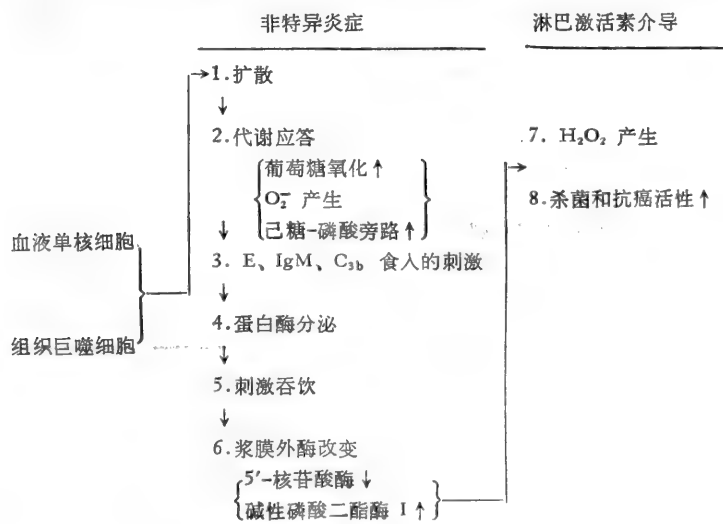 非特异炎症
淋巴激活素介导
1.扩散
2.代谢应答
葡萄糖氧化↑
O₂⁻ 产生
己糖-磷酸旁路↑
3. E、IgM、C₃b 食入的刺激
4.蛋白酶分泌
5.刺激吞饮
6.浆膜外酶改变
5′-核苷酸酶↓
碱性磷酸二酯酶 I↑
7. H₂O₂ 产生
8.杀菌和抗癌活性↑
血液单核细胞
组织巨噬细胞